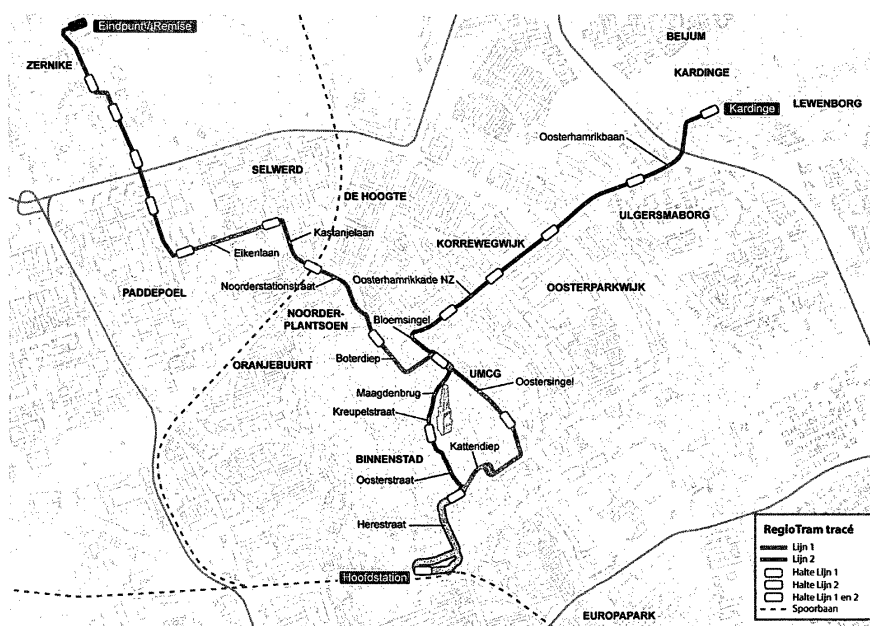 Eindpunt / Remise
ZERNIKE
BEIJUM
KARDINGE
Kardinge
LEWENBORG
Oosterhamrikbaan
SELWERD
DE HOOGTE
ULGERSMABORG
Kastanjelaan
KORREWEGWIJK
Eikenlaan
Oosterhamrikkade NZ
PADDEPOEL
Noorderstationstraat
OOSTERPARKWIJK
NOORDER-
PLANTSOEN
Bloemsingel
Boterdiep
ORANJEBUURT
UMCG
Oostersingel
Maagdenbrug
Kreupelstraat
Kattendiep
BINNENSTAD
Oosterstraat
Herestraat
Hoofdstation
EUROPAPARK
RegioTram tracé
Lijn 1
Lijn 2
Halte Lijn 1
Halte Lijn 2
Halte Lijn 1 en 2
Spoorbaan